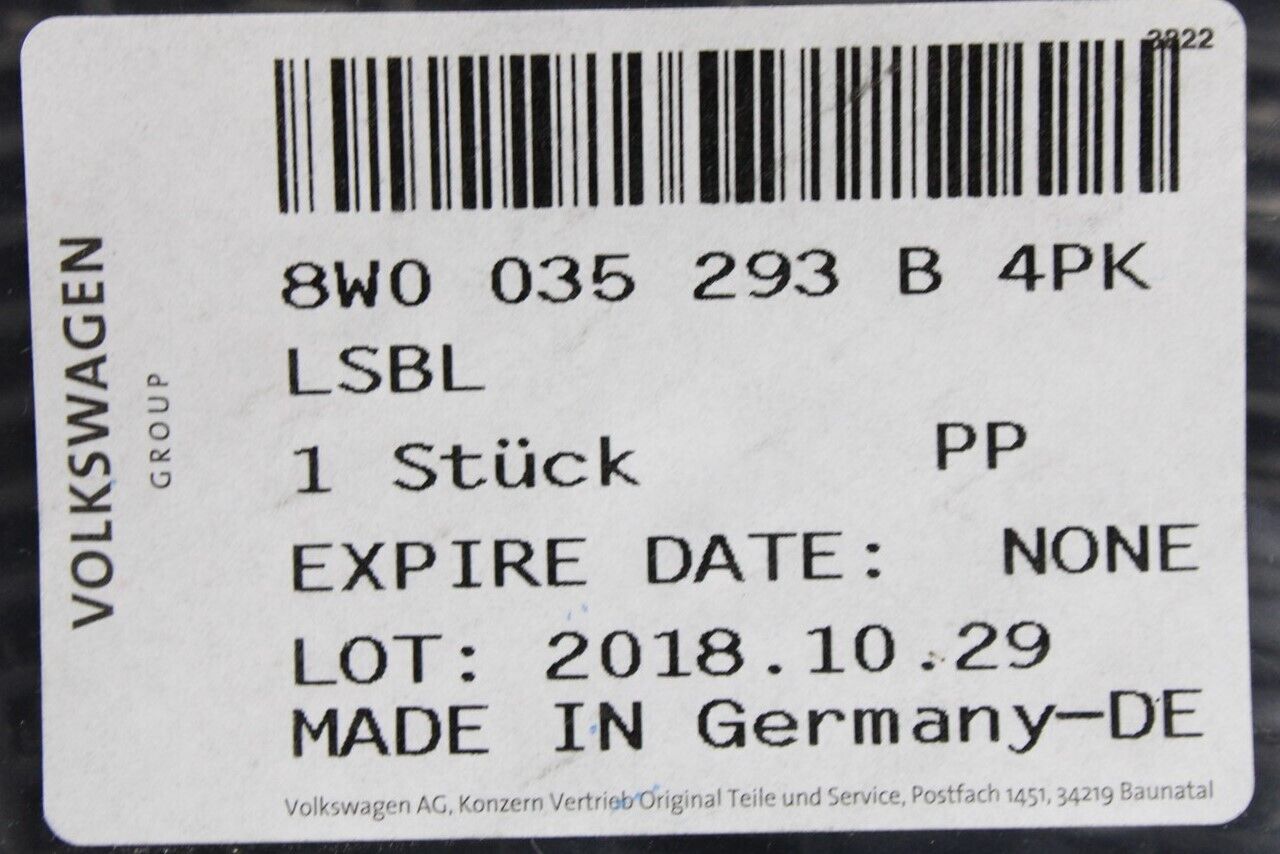 3822
8W0 035 293 B 4PK
LSBL
1 Stück PP
EXPIRE DATE: NONE
LOT: 2018.10.29
MADE IN Germany-DE
Volkswagen AG, Konzern Vertrieb Original Teile und Service, Postfach 1451, 34219 Baunatal
VOLKSWAGEN
GROUP